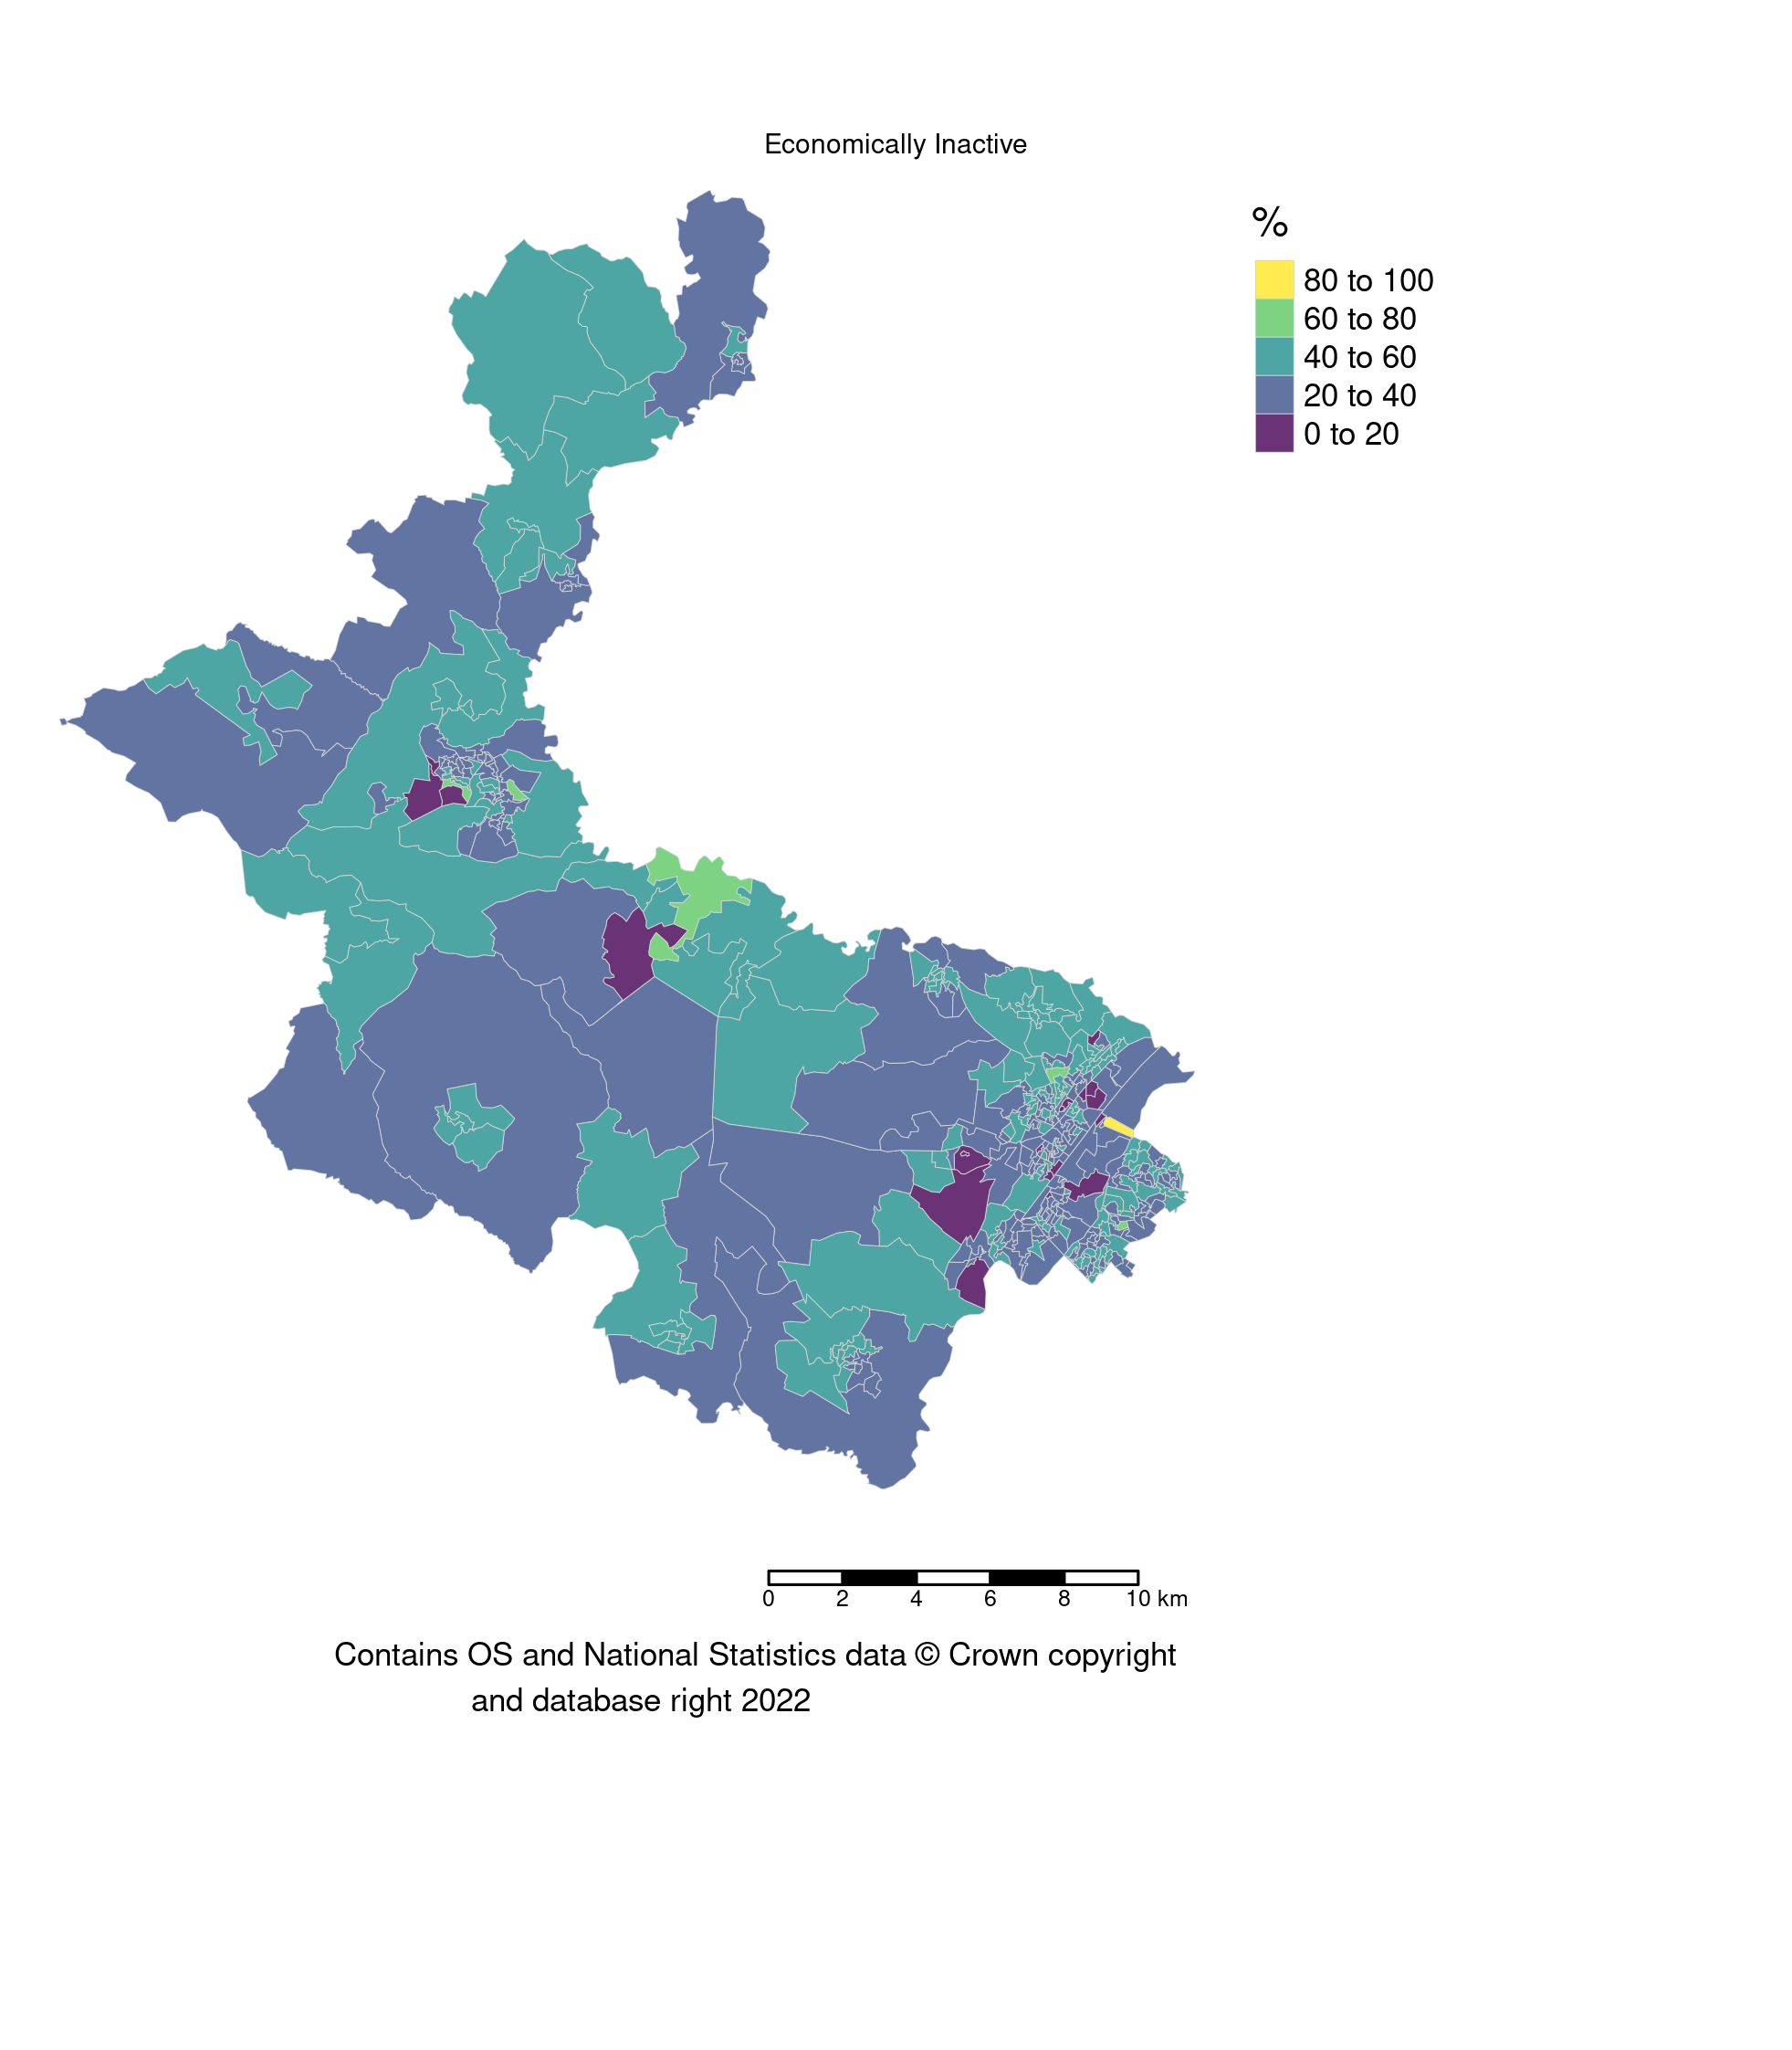 Economically Inactive
%
80 to 100
60 to 80
40 to 60
20 to 40
0 to 20
0 2 4 6 8 10 km
Contains OS and National Statistics data © Crown copyright
and database right 2022